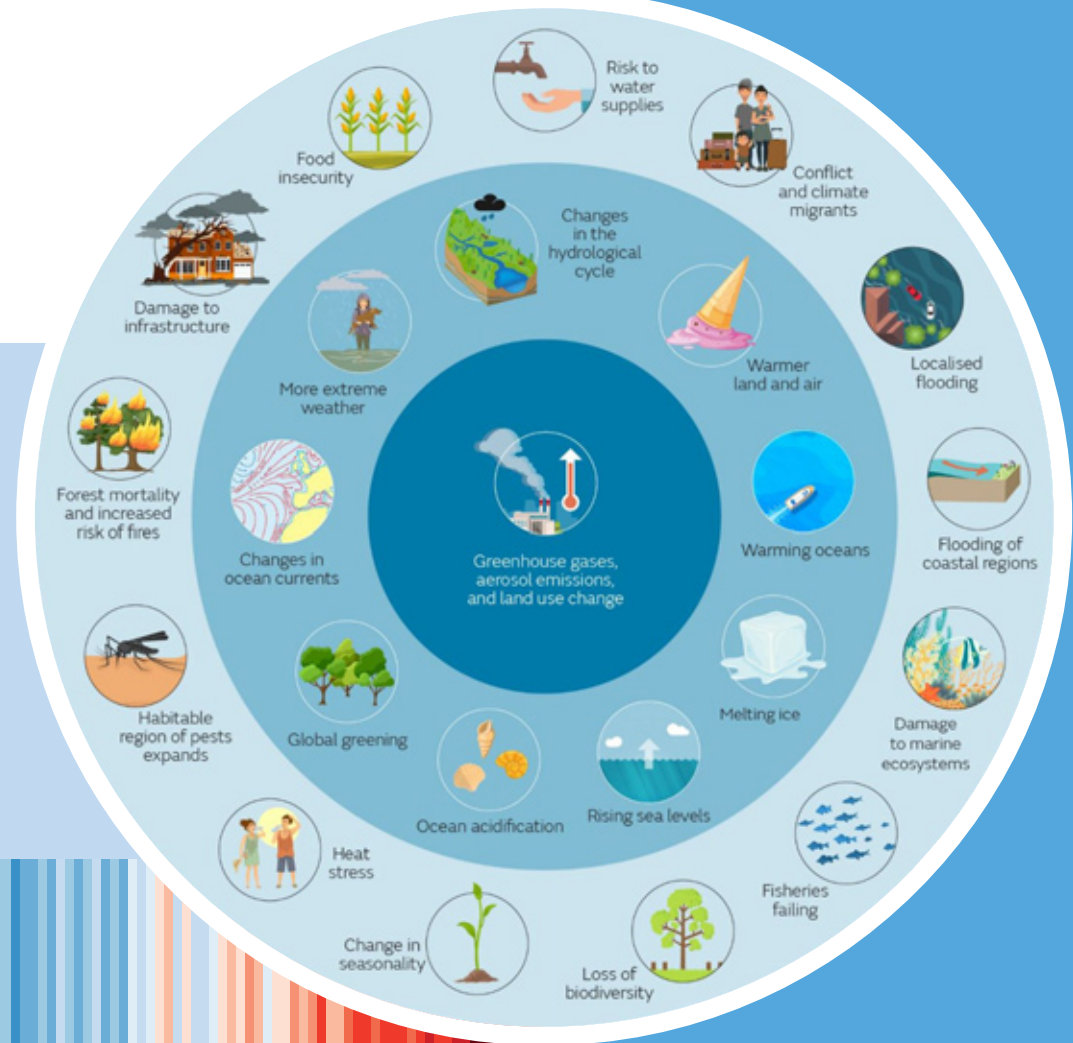 Risk to
water
supplies
Food
insecurity
Conflict
and climate
migrants
Changes
in the
hydrological
cycle
Damage to
infrastructure
Localised
flooding
Warmer
land and air
More extreme
weather
Forest mortality
and increased
risk of fires
Flooding of
coastal regions
Warming oceans
Changes in
ocean currents
Greenhouse gases,
aerosol emissions,
and land use change
Habitable
region of pests
expands
Global greening
Melting ice
Damage
to marine
ecosystems
Ocean acidification
Rising sea levels
Heat
stress
Fisheries
failing
Change in
seasonality
Loss of
biodiversity